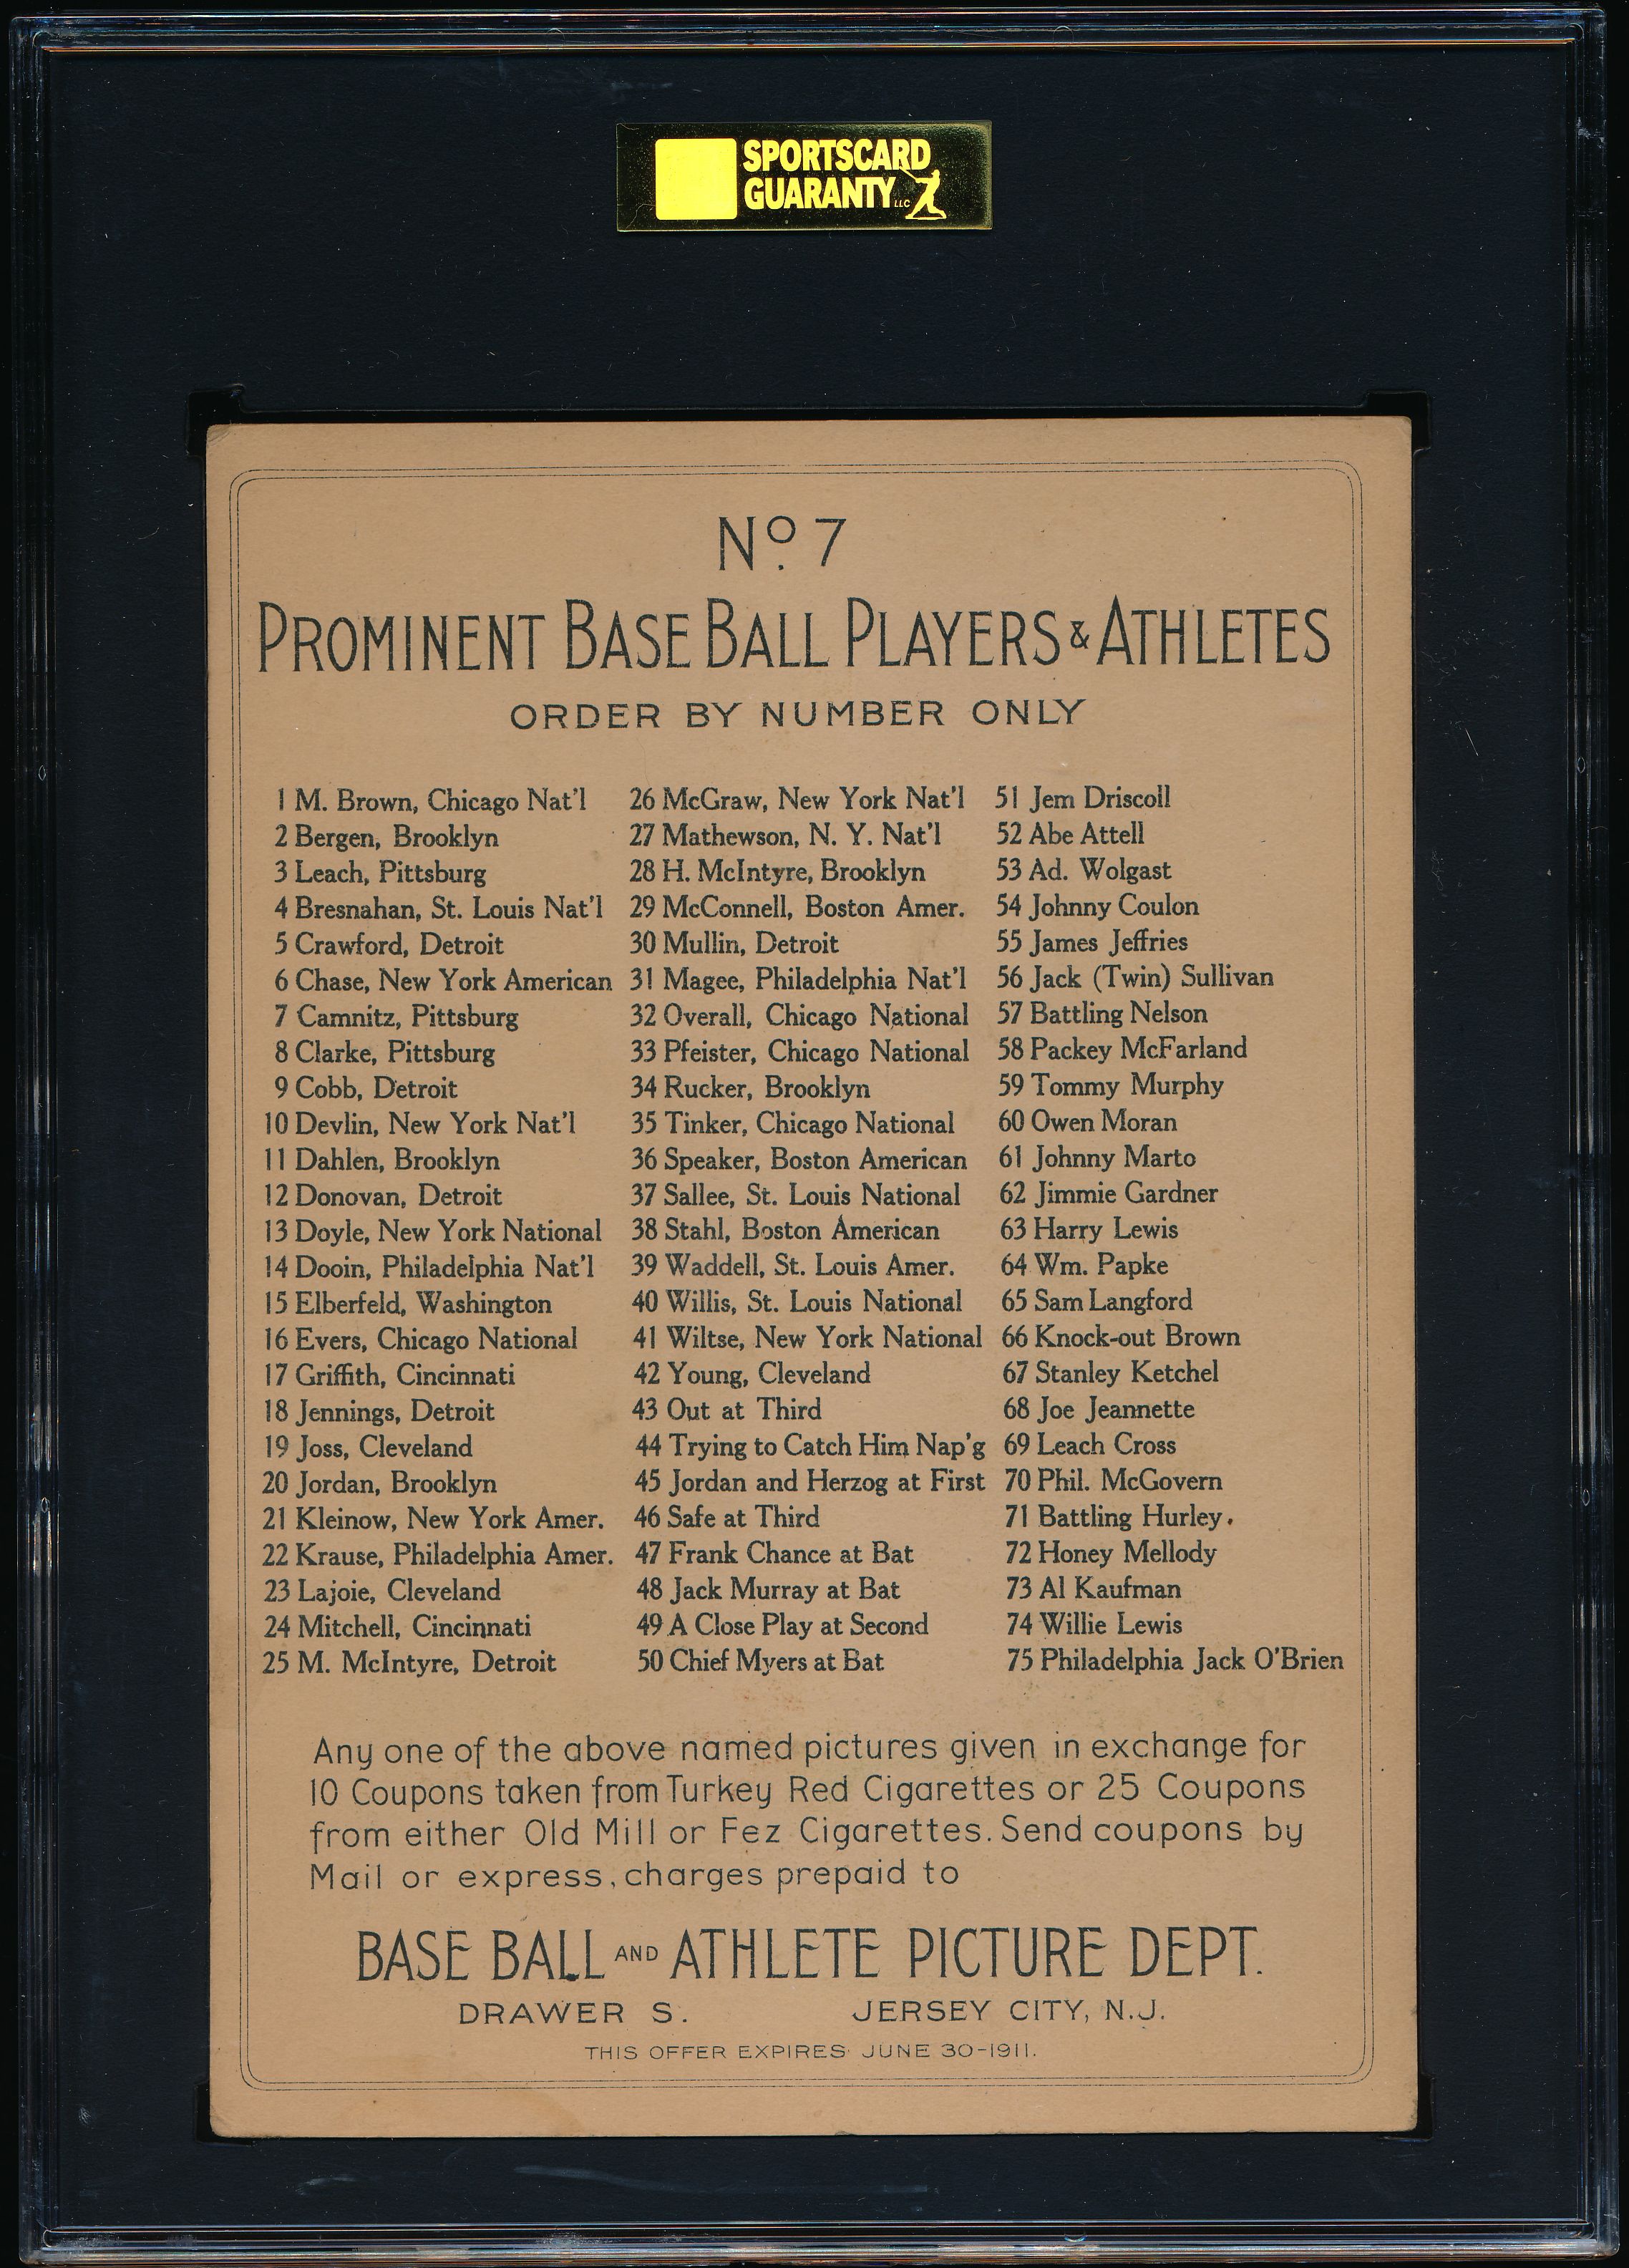 SPORTSCARD
GUARANTY LLC
No. 7
PROMINENT BASE BALL PLAYERS & ATHLETES
ORDER BY NUMBER ONLY
1 M. Brown, Chicago Nat'l
2 Bergen, Brooklyn
3 Leach, Pittsburg
4 Bresnahan, St. Louis Nat'l
5 Crawford, Detroit
6 Chase, New York American
7 Camnitz, Pittsburg
8 Clarke, Pittsburg
9 Cobb, Detroit
10 Devlin, New York Nat'l
11 Dahlen, Brooklyn
12 Donovan, Detroit
13 Doyle, New York National
14 Dooin, Philadelphia Nat'l
15 Elberfeld, Washington
16 Evers, Chicago National
17 Griffith, Cincinnati
18 Jennings, Detroit
19 Joss, Cleveland
20 Jordan, Brooklyn
21 Kleinow, New York Amer.
22 Krause, Philadelphia Amer.
23 Lajoie, Cleveland
24 Mitchell, Cincinnati
25 M. McIntyre, Detroit
26 McGraw, New York Nat'l
27 Mathewson, N. Y. Nat'l
28 H. McIntyre, Brooklyn
29 McConnell, Boston Amer.
30 Mullin, Detroit
31 Magee, Philadelphia Nat'l
32 Overall, Chicago National
33 Pfeister, Chicago National
34 Rucker, Brooklyn
35 Tinker, Chicago National
36 Speaker, Boston American
37 Sallee, St. Louis National
38 Stahl, Boston American
39 Waddell, St. Louis Amer.
40 Willis, St. Louis National
41 Wiltse, New York National
42 Young, Cleveland
43 Out at Third
44 Trying to Catch Him Nap'g
45 Jordan and Herzog at First
46 Safe at Third
47 Frank Chance at Bat
48 Jack Murray at Bat
49 A Close Play at Second
50 Chief Myers at Bat
51 Jem Driscoll
52 Abe Attell
53 Ad. Wolgast
54 Johnny Coulon
55 James Jeffries
56 Jack (Twin) Sullivan
57 Battling Nelson
58 Packey McFarland
59 Tommy Murphy
60 Owen Moran
61 Johnny Marto
62 Jimmie Gardner
63 Harry Lewis
64 Wm. Papke
65 Sam Langford
66 Knock-out Brown
67 Stanley Ketchel
68 Joe Jeannette
69 Leach Cross
70 Phil. McGovern
71 Battling Hurley.
72 Honey Mellody
73 Al Kaufman
74 Willie Lewis
75 Philadelphia Jack O'Brien
Any one of the above named pictures given in exchange for
10 Coupons taken from Turkey Red Cigarettes or 25 Coupons
from either Old Mill or Fez Cigarettes. Send coupons by
Mail or express, charges prepaid to
BASE BALL AND ATHLETE PICTURE DEPT.
DRAWER S. JERSEY CITY, N.J.
THIS OFFER EXPIRES JUNE 30-1911.